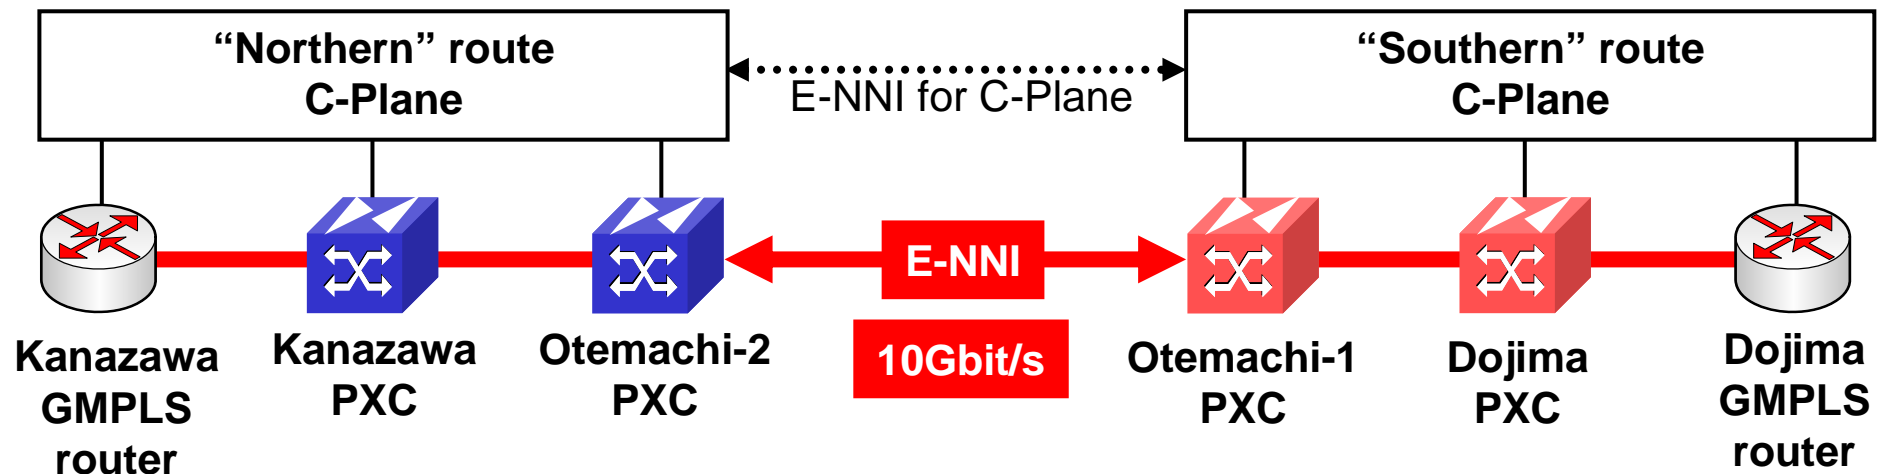 “Northern” route
C-Plane
E-NNI for C-Plane
“Southern” route
C-Plane
E-NNI
10Gbit/s
Kanazawa
GMPLS
router
Kanazawa
PXC
Otemachi-2
PXC
Otemachi-1
PXC
Dojima
PXC
Dojima
GMPLS
router